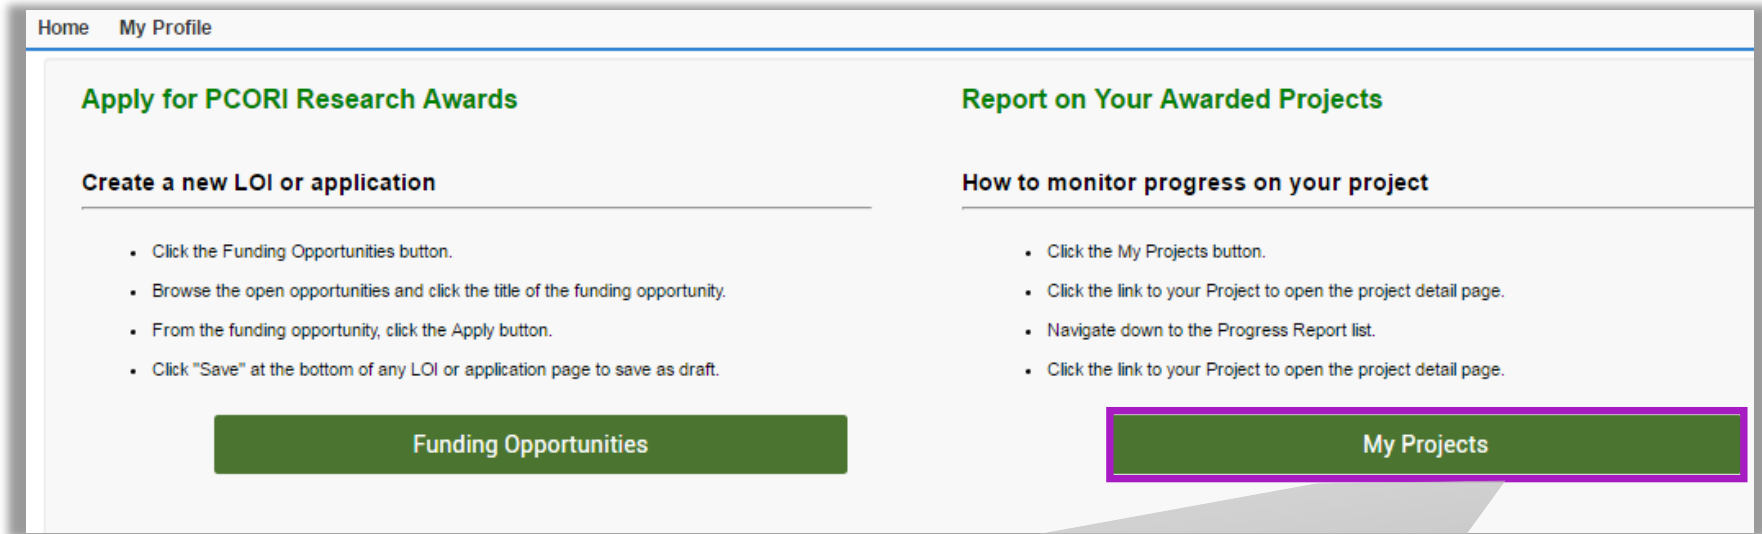 Home My Profile
Apply for PCORI Research Awards
Create a new LOI or application
Click the Funding Opportunities button.
Browse the open opportunities and click the title of the funding opportunity.
From the funding opportunity, click the Apply button.
Click "Save" at the bottom of any LOI or application page to save as draft.
Funding Opportunities
Report on Your Awarded Projects
How to monitor progress on your project
Click the My Projects button.
Click the link to your Project to open the project detail page.
Navigate down to the Progress Report list.
Click the link to your Project to open the project detail page.
My Projects